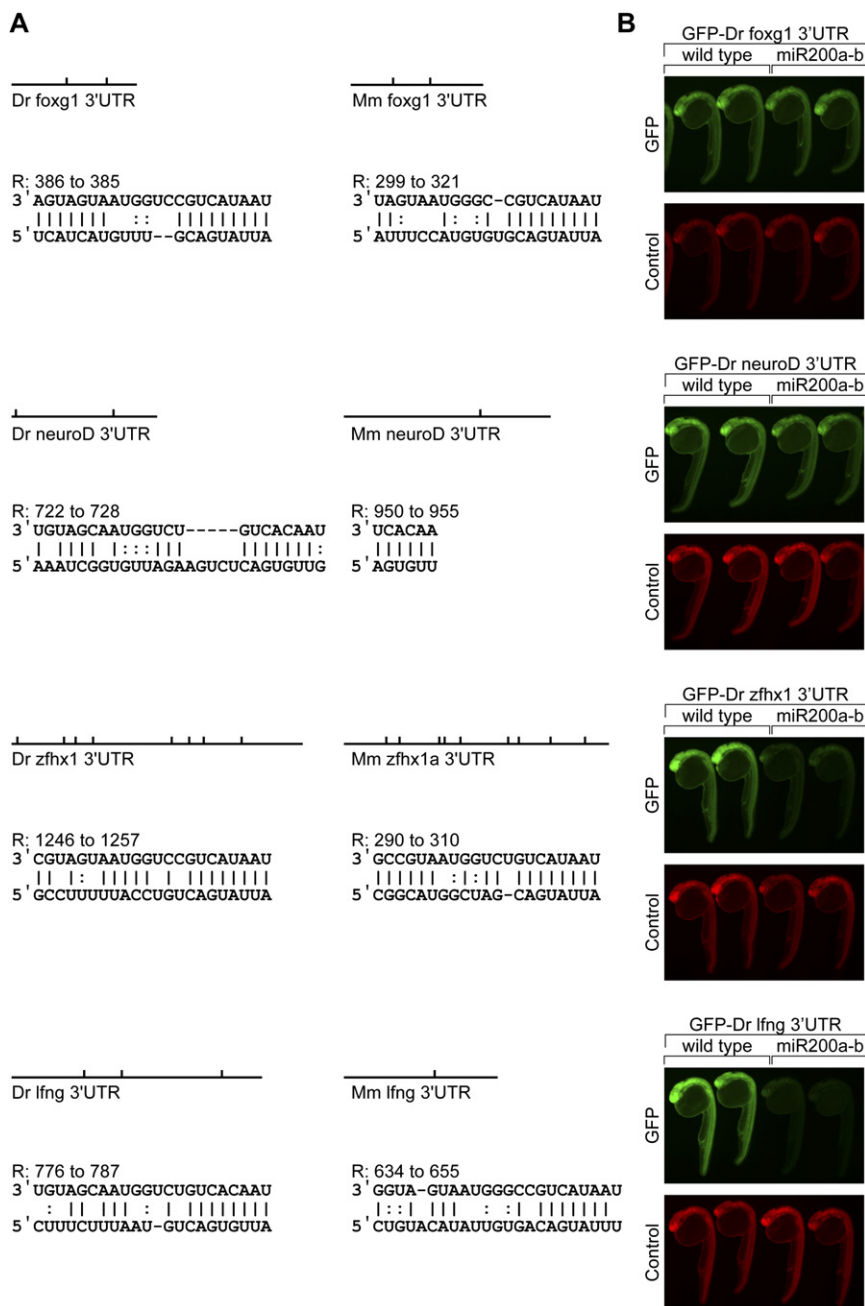 A
Dr foxg1 3'UTR
R: 386 to 385
3'AGUAGUAAUGGUCCGUCAUAAU
5'UCAUCAUGUUU--GCAGUAUUA
Mm foxg1 3'UTR
R: 299 to 321
3'UAGUAAUGGGC-CGUCAUAAU
5'AUUUCCAUGUGUGCAGUAUUA
Dr neuroD 3'UTR
R: 722 to 728
3'UGUAGCAAUGGUCU-----GUCACAAU
5'AAAUCGGUGUUAGAAGUCUCAGUGUUG
Mm neuroD 3'UTR
R: 950 to 955
3'UCACAA
5'AGUGUU
Dr zfhx1 3'UTR
R: 1246 to 1257
3'CGUAGUAAUGGUCCGUCAUAAU
5'GCCUUUUUACCUGUCAGUAUUA
Mm zfhx1a 3'UTR
R: 290 to 310
3'GCCGUAAUGGUCUGUCAUAAU
5'CGGCAUGGCUAG-CAGUAUUA
Dr lfng 3'UTR
R: 776 to 787
3'UGUAGCAAUGGUCUGUCACAAU
5'CUUUCUUUAAU-GUCAGUGUUA
Mm lfng 3'UTR
R: 634 to 655
3'GGUA-GUAAUGGGCCGUCAUAAU
5'CUGUACAUAUUGUGACAGUAUUU
B
GFP-Dr foxg1 3'UTR
wild type miR200a-b
GFP
Control
GFP-Dr neuroD 3'UTR
wild type miR200a-b
GFP
Control
GFP-Dr zfhx1 3'UTR
wild type miR200a-b
GFP
Control
GFP-Dr lfng 3'UTR
wild type miR200a-b
GFP
Control